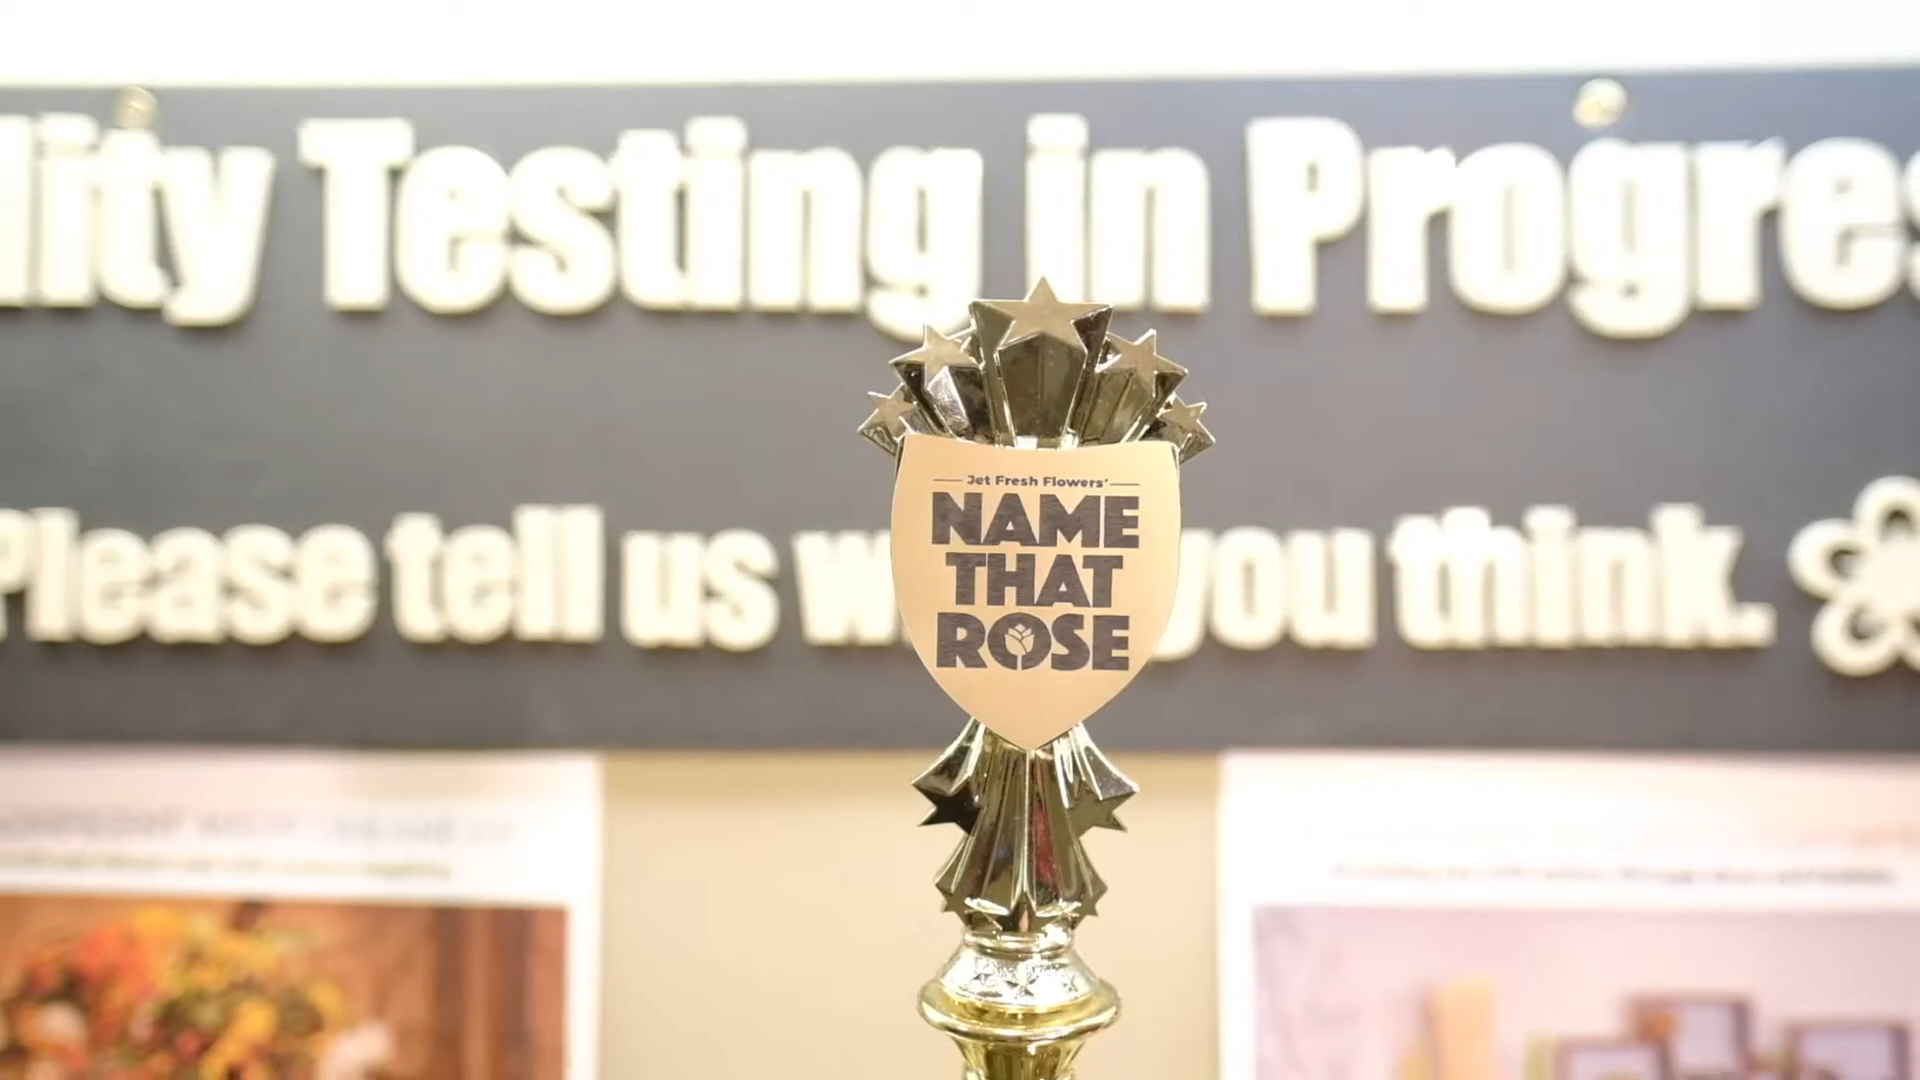 lity Testing in Progres
Please tell us w you think.
Jet Fresh Flowers'
NAME
THAT
ROSE